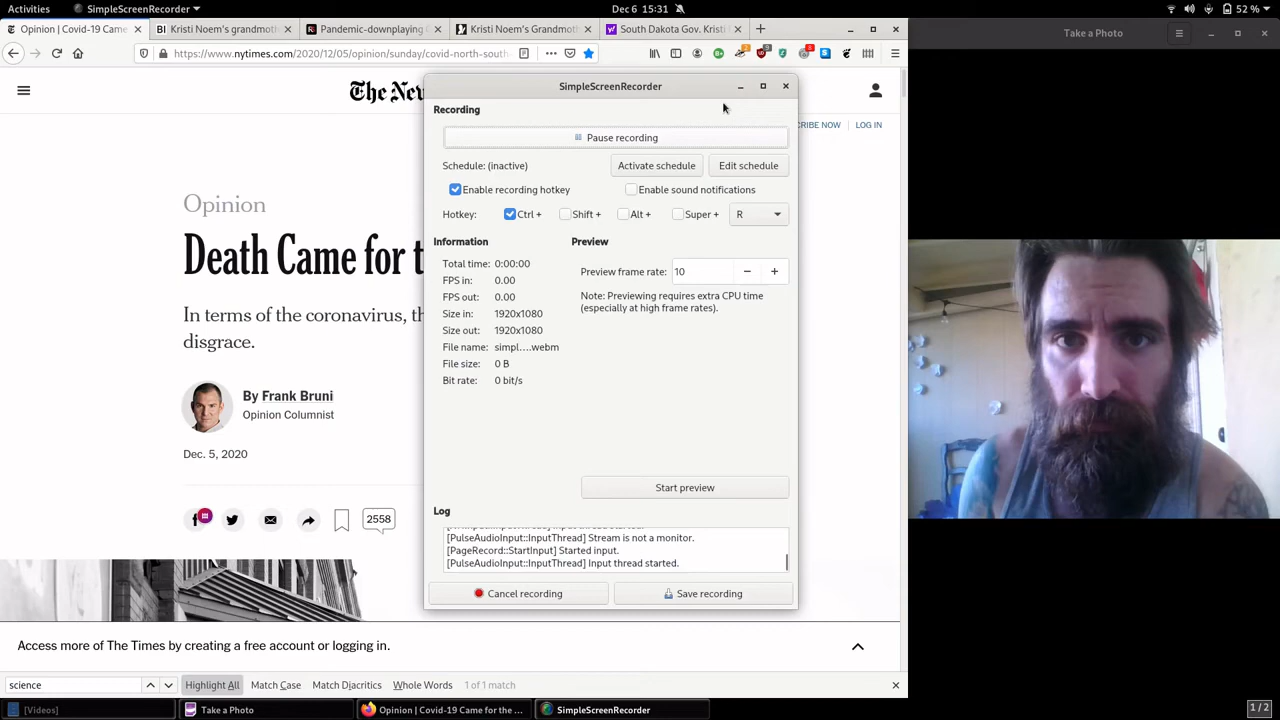 Activities
SimpleScreenRecorder
Dec 6 15:31
52 %
Opinion | Covid-19 Came
Kristi Noem's grandmoth
Pandemic-downplaying
Kristi Noem's Grandmot
South Dakota Gov. Kristi
Take a Photo
https://www.nytimes.com/2020/12/05/opinion/sunday/covid-north-south-
The Ne
SCRIBE NOW
LOG IN
SimpleScreenRecorder
Recording
Pause recording
Schedule: (inactive)
Activate schedule
Edit schedule
Enable recording hotkey
Enable sound notifications
Hotkey:
Ctrl +
Shift +
Alt +
Super +
R
Information
Total time: 0:00:00
FPS in: 0.00
FPS out: 0.00
Size in: 1920x1080
Size out: 1920x1080
File name: simpl....webm
File size: 0 B
Bit rate: 0 bit/s
Preview
Preview frame rate: 10
Note: Previewing requires extra CPU time
(especially at high frame rates).
Start preview
Log
[PulseAudioInput::InputThread] Stream is not a monitor.
[PageRecord::StartInput] Started input.
[PulseAudioInput::InputThread] Input thread started.
Cancel recording
Save recording
Opinion
Death Came for t
In terms of the coronavirus, th
disgrace.
By Frank Bruni
Opinion Columnist
Dec. 5, 2020
2558
Access more of The Times by creating a free account or logging in.
science
Highlight All
Match Case
Match Diacritics
Whole Words
1 of 1 match
[Videos]
Take a Photo
Opinion | Covid-19 Came for the ...
SimpleScreenRecorder
1/2